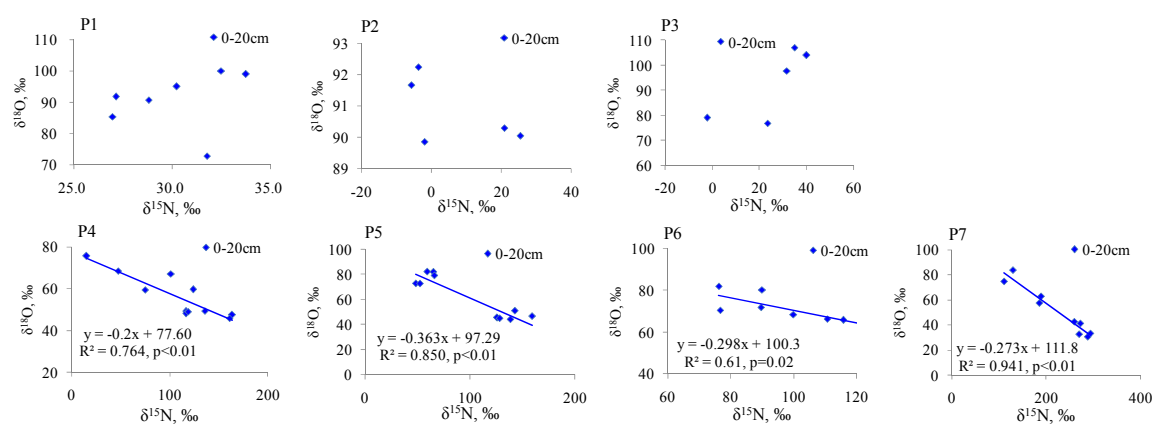 P1
0-20cm
110
100
90
80
70
δ¹⁸O, ‰
25.0
30.0
35.0
δ¹⁵N, ‰
P2
0-20cm
93
92
91
90
89
δ¹⁸O, ‰
-20
0
20
40
δ¹⁵N, ‰
P3
0-20cm
110
100
90
80
70
60
δ¹⁸O, ‰
-20
0
20
40
60
δ¹⁵N, ‰
P4
0-20cm
80
60
40
20
δ¹⁸O, ‰
y = -0.2x + 77.60
R² = 0.764, p<0.01
0
100
200
δ¹⁵N, ‰
P5
0-20cm
100
80
60
40
20
0
δ¹⁸O, ‰
y = -0.363x + 97.29
R² = 0.850, p<0.01
0
100
200
δ¹⁵N, ‰
P6
0-20cm
100
80
60
40
δ¹⁸O, ‰
y = -0.298x + 100.3
R² = 0.61, p=0.02
60
80
100
120
δ¹⁵N, ‰
P7
0-20cm
100
80
60
40
20
0
δ¹⁸O, ‰
y = -0.273x + 111.8
R² = 0.941, p<0.01
0
200
400
δ¹⁵N, ‰